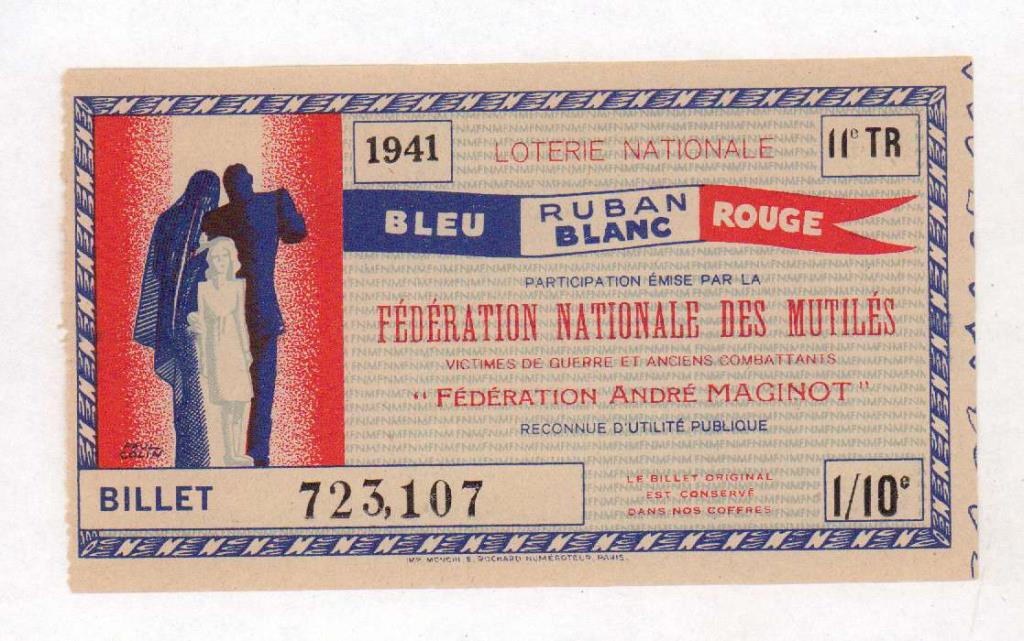 1941
LOTERIE NATIONALE
11e TR
BLEU
RUBAN
BLANC
ROUGE
PARTICIPATION ÉMISE PAR LA
FÉDÉRATION NATIONALE DES MUTILÉS
VICTIMES DE GUERRE ET ANCIENS COMBATTANTS
"FÉDÉRATION ANDRÉ MAGINOT"
RECONNUE D'UTILITÉ PUBLIQUE
COLIN
BILLET
723,107
LE BILLET ORIGINAL
EST CONSERVÉ
DANS NOS COFFRES
1/10e
NUMÉROTEUR, PARIS.